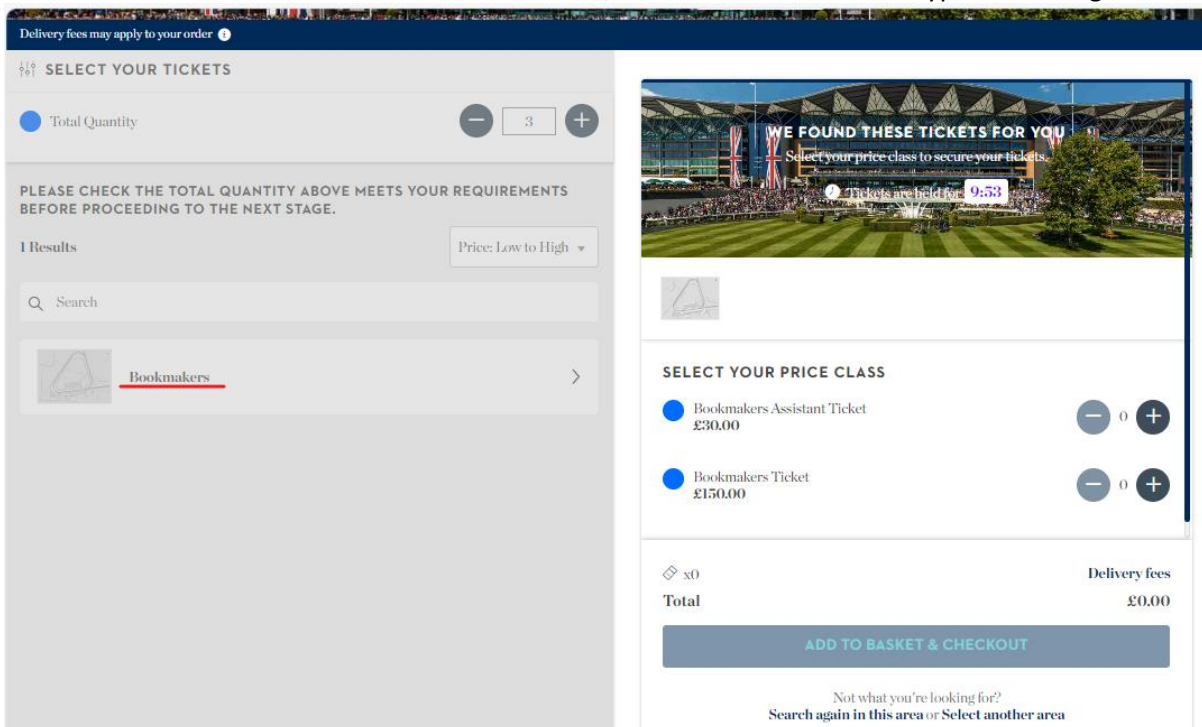 Delivery fees may apply to your order
SELECT YOUR TICKETS
Total Quantity
3
PLEASE CHECK THE TOTAL QUANTITY ABOVE MEETS YOUR REQUIREMENTS
BEFORE PROCEEDING TO THE NEXT STAGE.
1 Results
Price: Low to High
Search
Bookmakers
WE FOUND THESE TICKETS FOR YOU
Select your price class to secure your tickets.
Tickets are held for 9:53
SELECT YOUR PRICE CLASS
Bookmakers Assistant Ticket
£30.00
0
Bookmakers Ticket
£150.00
0
x0
Delivery fees
Total
£0.00
ADD TO BASKET & CHECKOUT
Not what you're looking for?
Search again in this area or Select another area